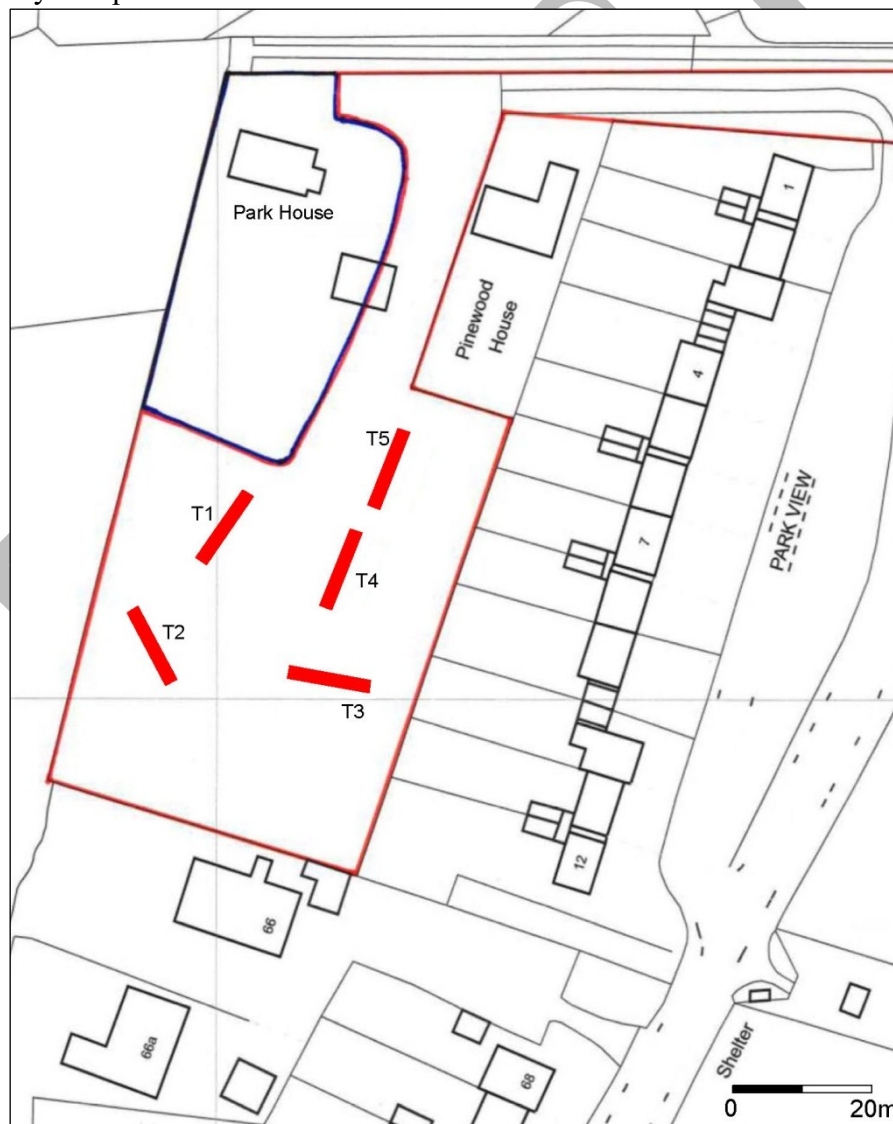 Park House
Pinewood
House
1
4
T5
T1
PARK VIEW
7
T4
T2
T3
12
66
66a
68
Shelter
0
20m